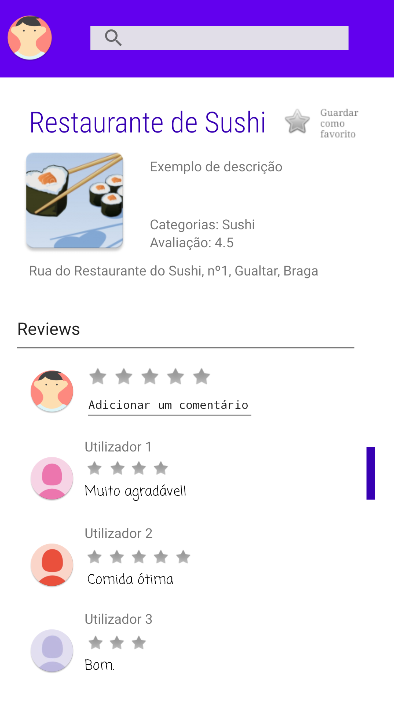 Restaurante de Sushi
Guardar
como
favorito
Exemplo de descrição
Categorias: Sushi
Avaliação: 4.5
Rua do Restaurante do Sushi, nº1, Gualtar, Braga
Reviews
Adicionar um comentário
Utilizador 1
Muito agradável!
Utilizador 2
Comida ótima
Utilizador 3
Bom.